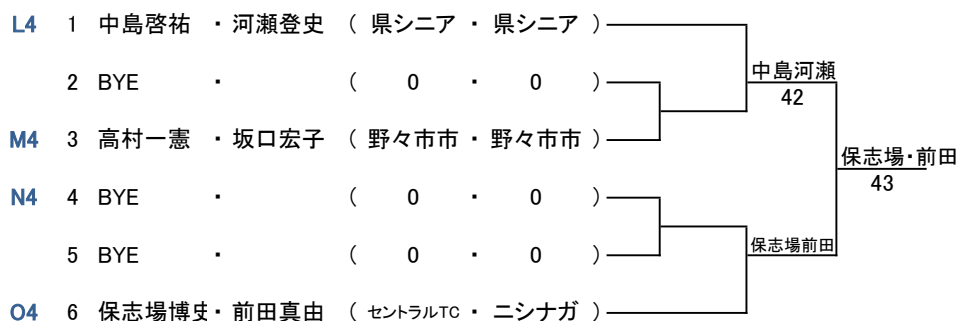 L4 1 中島啓祐 ・ 河瀬登史 ( 県シニア ・ 県シニア )
2 BYE ・ ( 0 ・ 0 )
中島河瀬
42
M4 3 高村一憲 ・ 坂口宏子 ( 野々市市 ・ 野々市市 )
保志場・前田
43
N4 4 BYE ・ ( 0 ・ 0 )
5 BYE ・ ( 0 ・ 0 )
保志場前田
O4 6 保志場博史・ 前田真由 ( セントラルTC ・ ニシナガ )